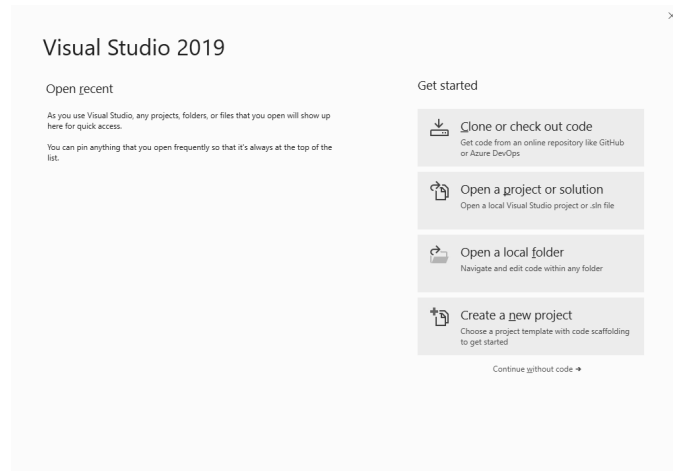 Visual Studio 2019
Open recent
As you use Visual Studio, any projects, folders, or files that you open will show up
here for quick access.
You can pin anything that you open frequently so that it's always at the top of the
list.
Get started
Clone or check out code
Get code from an online repository like GitHub
or Azure DevOps
Open a project or solution
Open a local Visual Studio project or .sln file
Open a local folder
Navigate and edit code within any folder
Create a new project
Choose a project template with code scaffolding
to get started
Continue without code →